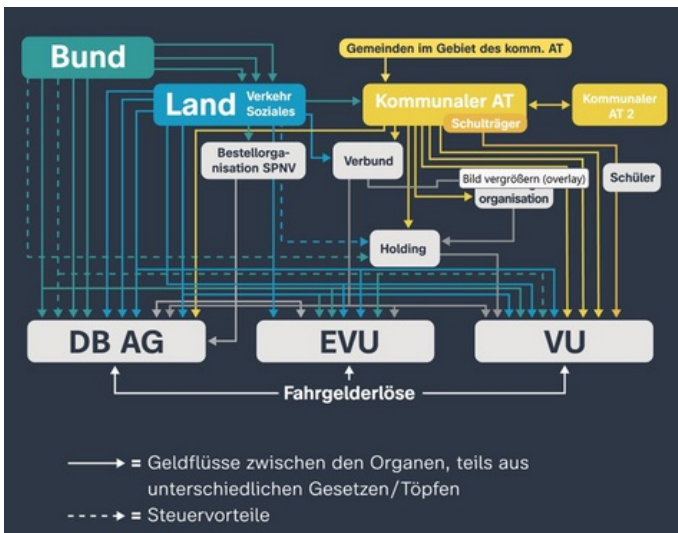 Bund
Gemeinden im Gebiet des komm. AT
Land
Verkehr
Soziales
Kommunaler AT
Schulträger
Kommunaler
AT 2
Bestellorga-
nisation SPNV
Verbund
Bild vergrößern (overlay)
organisation
Schüler
Holding
DB AG
EVU
VU
Fahrgelderlöse
= Geldflüsse zwischen den Organen, teils aus
unterschiedlichen Gesetzen/Töpfen
= Steuervorteile